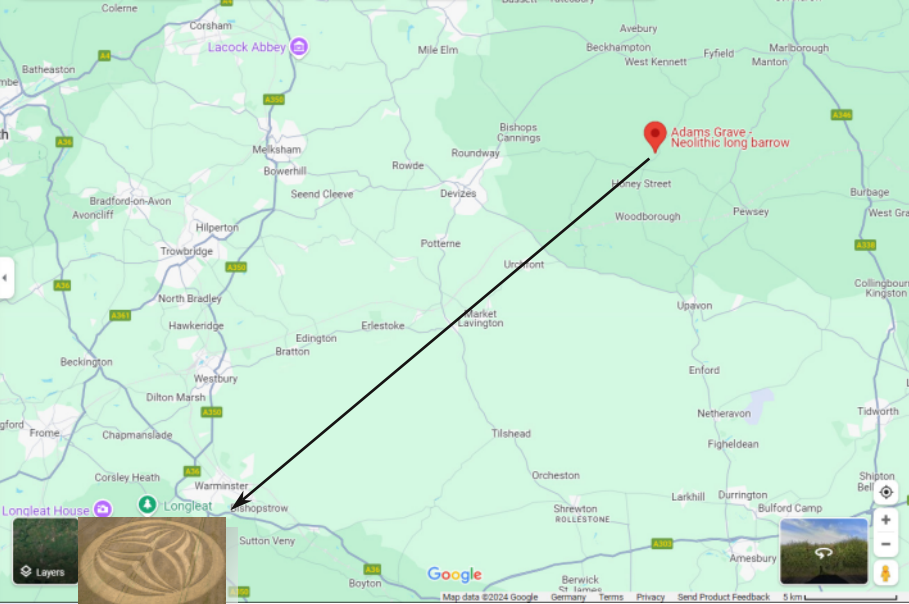 Colerne
Corsham
A4
Lacock Abbey
Mile Elm
Avebury
Beckhampton
Fyfield
Marlborough
West Kennett
Manton
Batheaston
A4
A350
A346
A36
Bishops
Cannings
Adams Grave -
Neolithic long barrow
Melksham
Roundway
Bowerhill
Rowde
Honey Street
Seend Cleeve
Devizes
Burbage
Bradford-on-Avon
Avoncliff
Woodborough
Pewsey
West Gra
Hilperton
Potterne
A338
Trowbridge
A350
Urchfont
A36
Collingbourn
Kingston
North Bradley
Upavon
A361
Market
Lavington
Hawkeridge
Erlestoke
Edington
Bratton
Beckington
Enford
Westbury
Dilton Marsh
A350
Netheravon
Tidworth
gford
Frome
Chapmanslade
Tilshead
Figheldean
A36
Corsley Heath
Orcheston
Shipton
Bel
Warminster
Longleat House
Longleat
Bishopstrow
Larkhill
Durrington
Shrewton
ROLLESTONE
Bulford Camp
Sutton Veny
A303
Amesbury
Layers
A36
Boyton
Google
Berwick
St. James
A350
Map data ©2024 Google
Germany
Terms
Privacy
Send Product Feedback
5 km